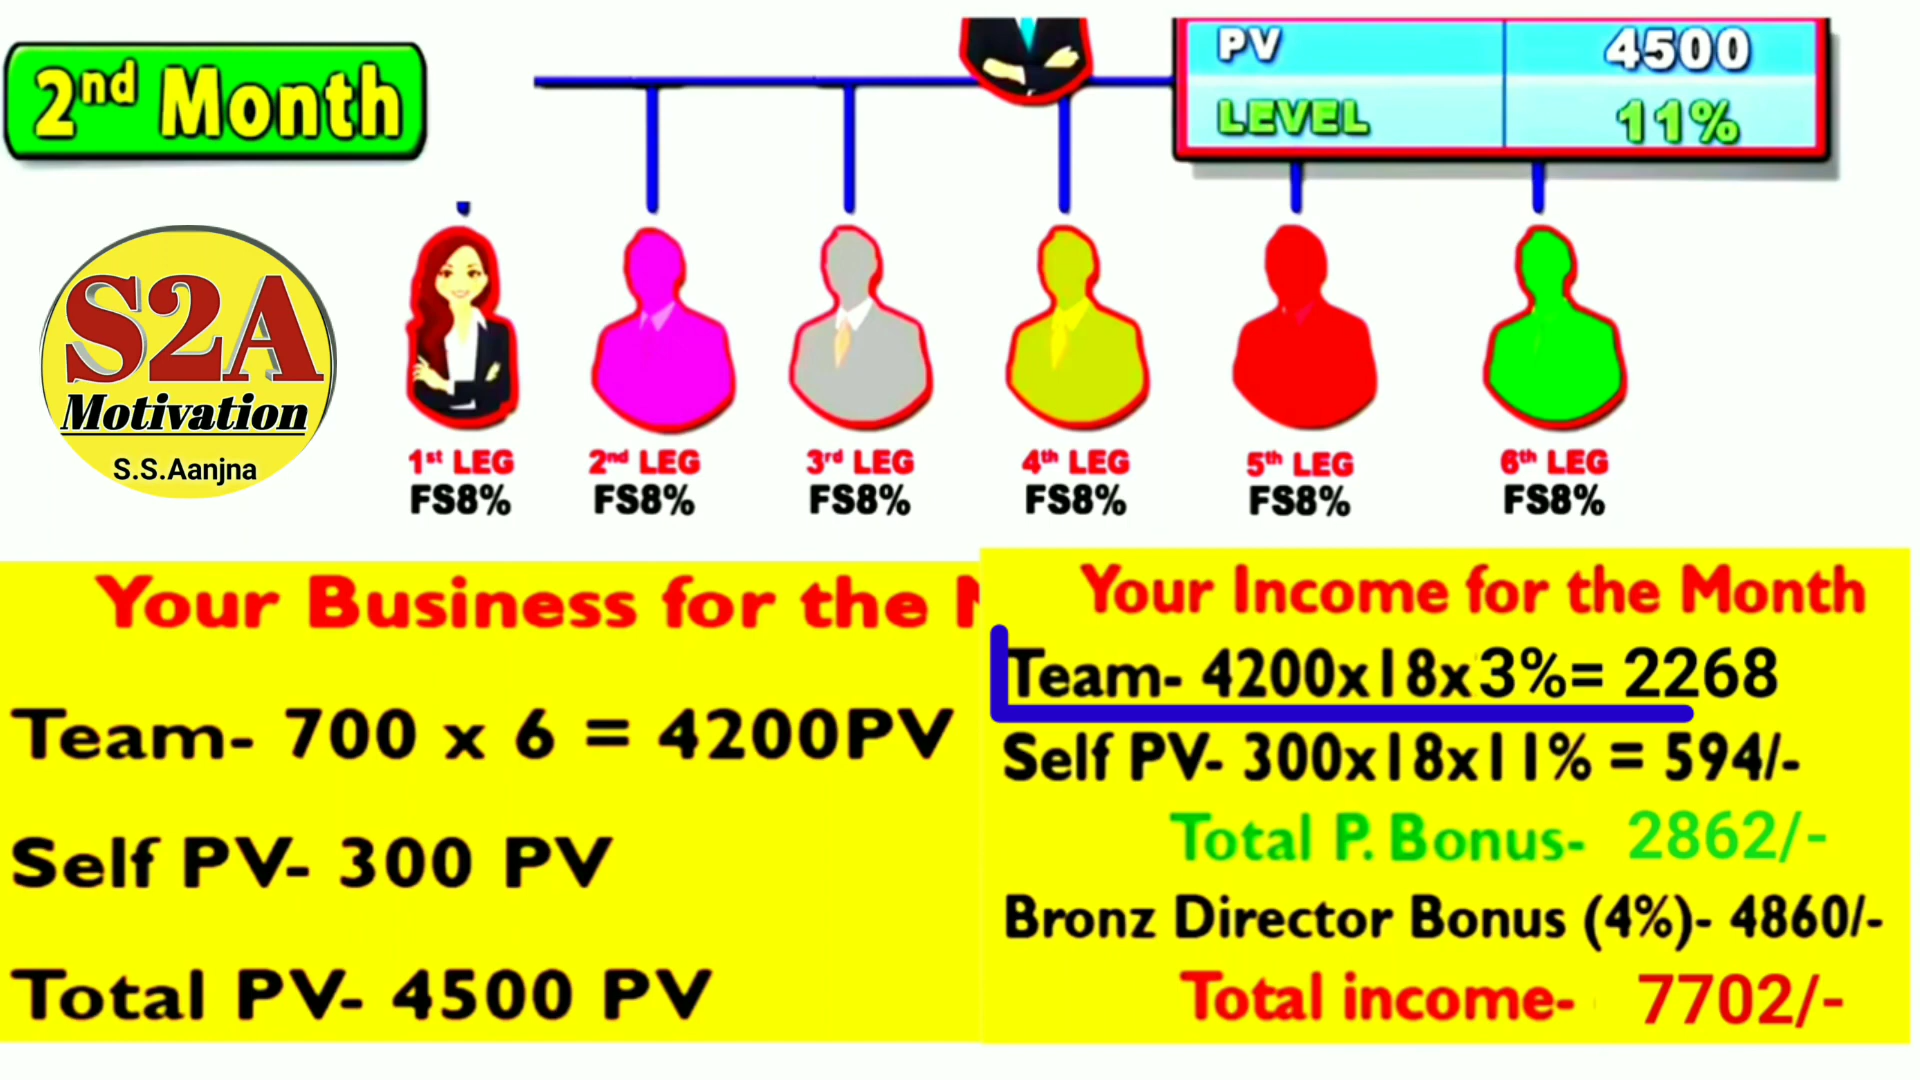 2nd Month
PV 4500
LEVEL 11%
S2A
Motivation
S.S.Aanjna
1st LEG
FS8%
2nd LEG
FS8%
3rd LEG
FS8%
4th LEG
FS8%
5th LEG
FS8%
6th LEG
FS8%
Your Business for the
Team- 700 x 6 = 4200PV
Self PV- 300 PV
Total PV- 4500 PV
Your Income for the Month
Team- 4200x18x3%= 2268
Self PV- 300x18x11% = 594/-
Total P. Bonus- 2862/-
Bronz Director Bonus (4%)- 4860/-
Total income- 7702/-